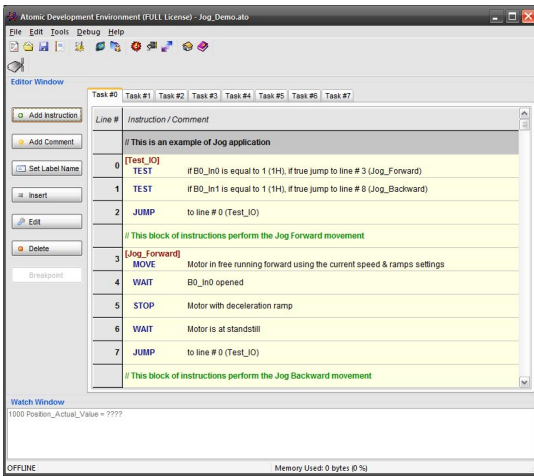 Atomic Development Environment (FULL License) - Jog_Demo.ato
File Edit Tools Debug Help
Editor Window
Task #0 Task #1 Task #2 Task #3 Task #4 Task #5 Task #6 Task #7
Add Instruction
Add Comment
Set Label Name
Insert
Edit
Delete
Breakpoint
Line # Instruction / Comment
// This is an example of Jog application
[Test_IO]
0 TEST if B0_In0 is equal to 1 (1H), if true jump to line # 3 (Jog_Forward)
1 TEST if B0_In1 is equal to 1 (1H), if true jump to line # 8 (Jog_Backward)
2 JUMP to line # 0 (Test_IO)
// This block of instructions perform the Jog Forward movement
[Jog_Forward]
3 MOVE Motor in free running forward using the current speed & ramps settings
4 WAIT B0_In0 opened
5 STOP Motor with deceleration ramp
6 WAIT Motor is at standstill
7 JUMP to line # 0 (Test_IO)
// This block of instructions perform the Jog Backward movement
Watch Window
1000 Position_Actual_Value = ????
OFFLINE Memory Used: 0 bytes (0 %)